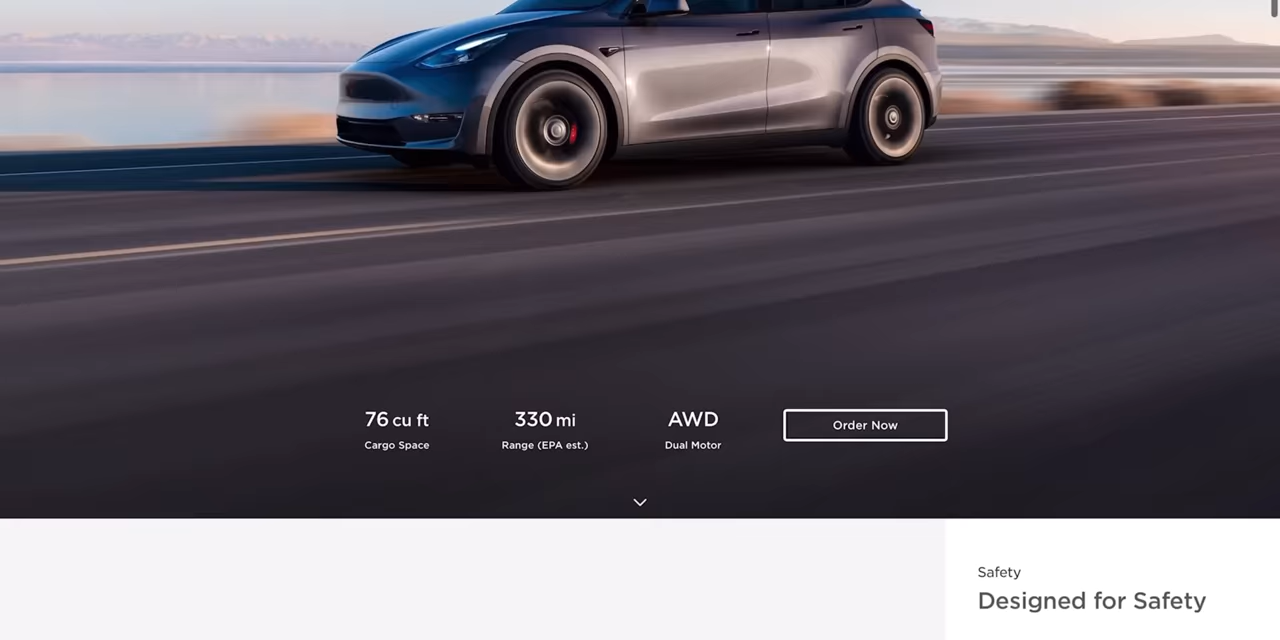 76 cu ft
Cargo Space
330 mi
Range (EPA est.)
AWD
Dual Motor
Order Now
Safety
Designed for Safety